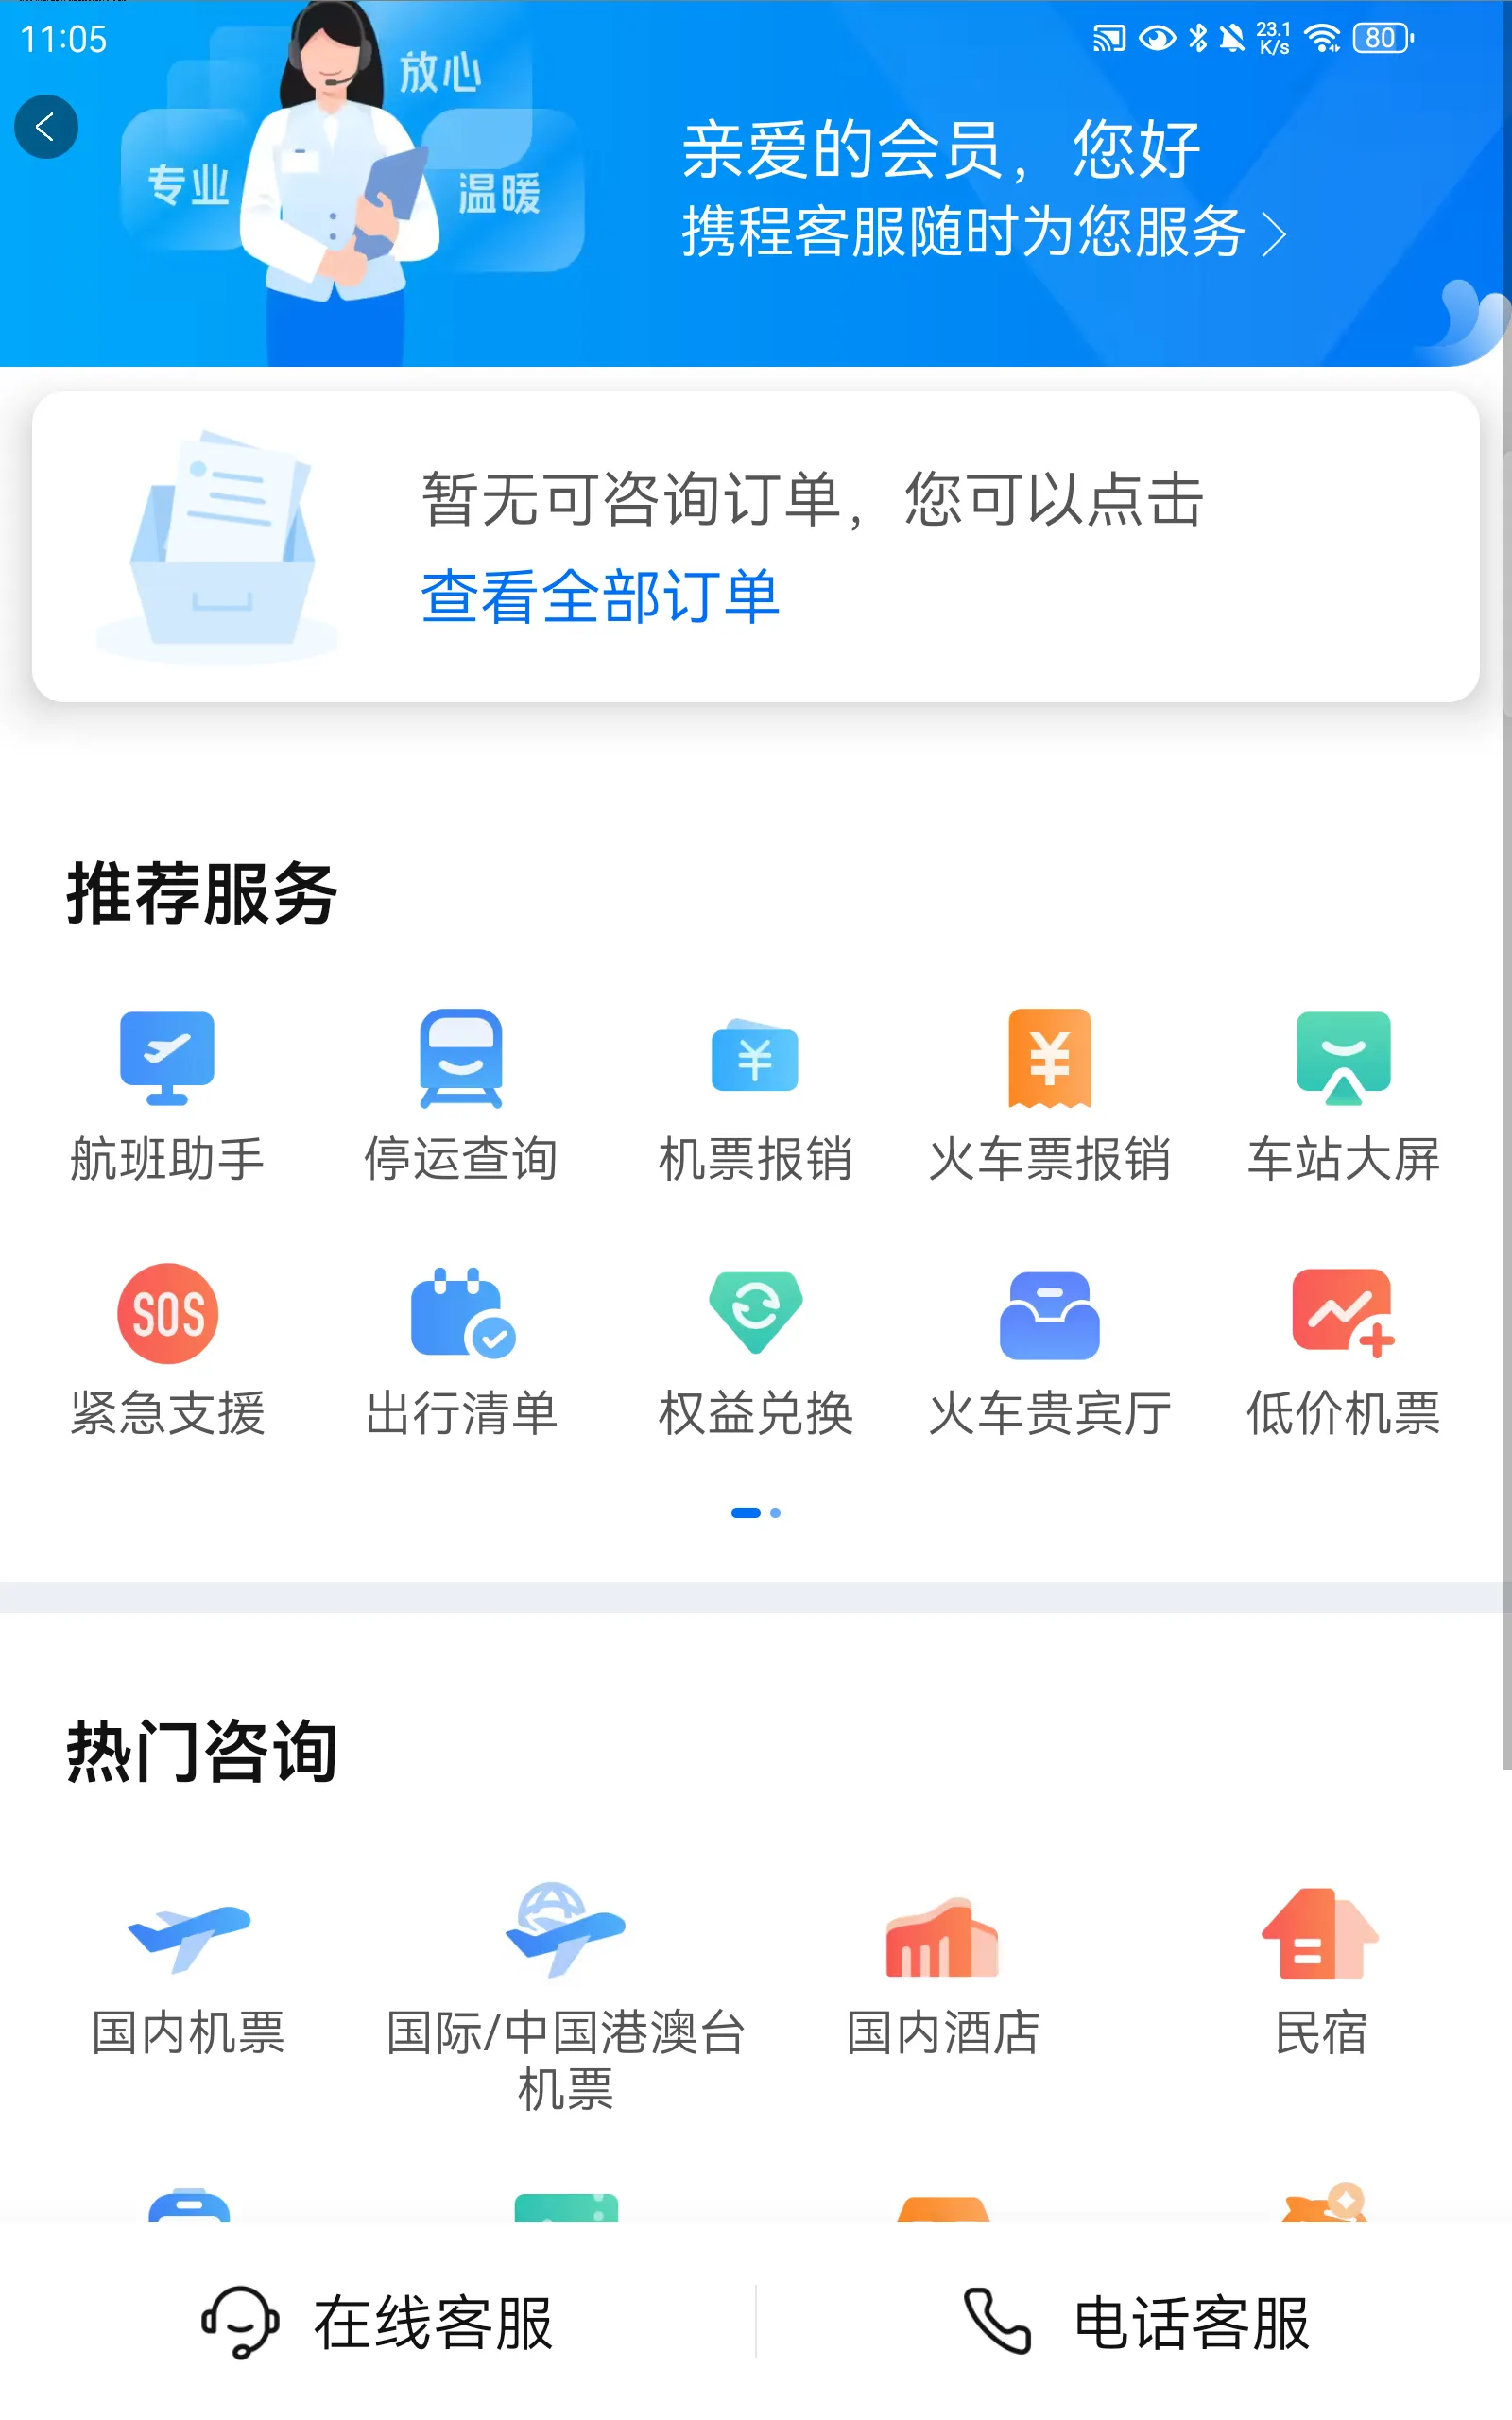 11:05
23.1
K/s
80
放心
专业
温暖
亲爱的会员，您好
携程客服随时为您服务
暂无可咨询订单，您可以点击
查看全部订单
推荐服务
航班助手 停运查询 机票报销 火车票报销 车站大屏
SOS
紧急支援 出行清单 权益兑换 火车贵宾厅 低价机票
热门咨询
国内机票 国际/中国港澳台 国内酒店 民宿
机票
在线客服 电话客服